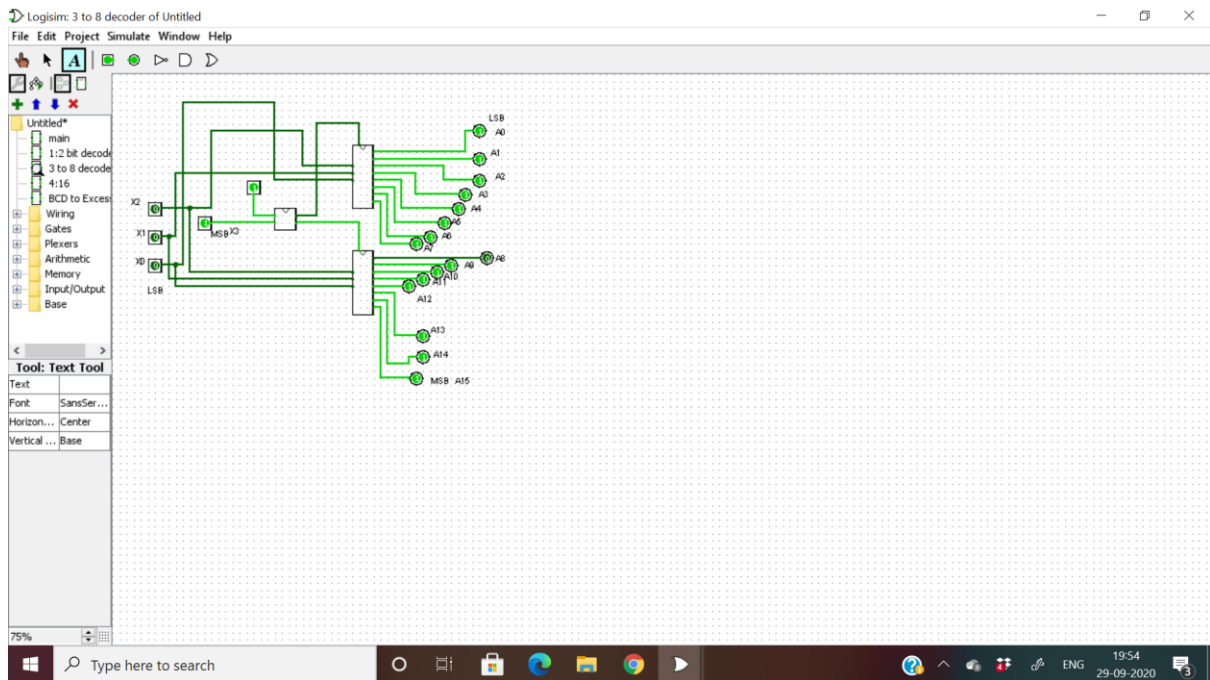 Logisim: 3 to 8 decoder of Untitled
File Edit Project Simulate Window Help
A
Untitled*
main
1:2 bit decode
3 to 8 decode
4:16
BCD to Excess
Wiring
Gates
Plexers
Arithmetic
Memory
Input/Output
Base
Tool: Text Tool
Text
Font SansSer...
Horizon... Center
Vertical ... Base
75%
LSB
A0
A1
A2
A3
A4
A5
A6
A7
X2
X1
MSB X3
X0
LSB
A8
A9
A10
A11
A12
A13
A14
MSB A15
Type here to search
ENG
19:54
29-09-2020
3